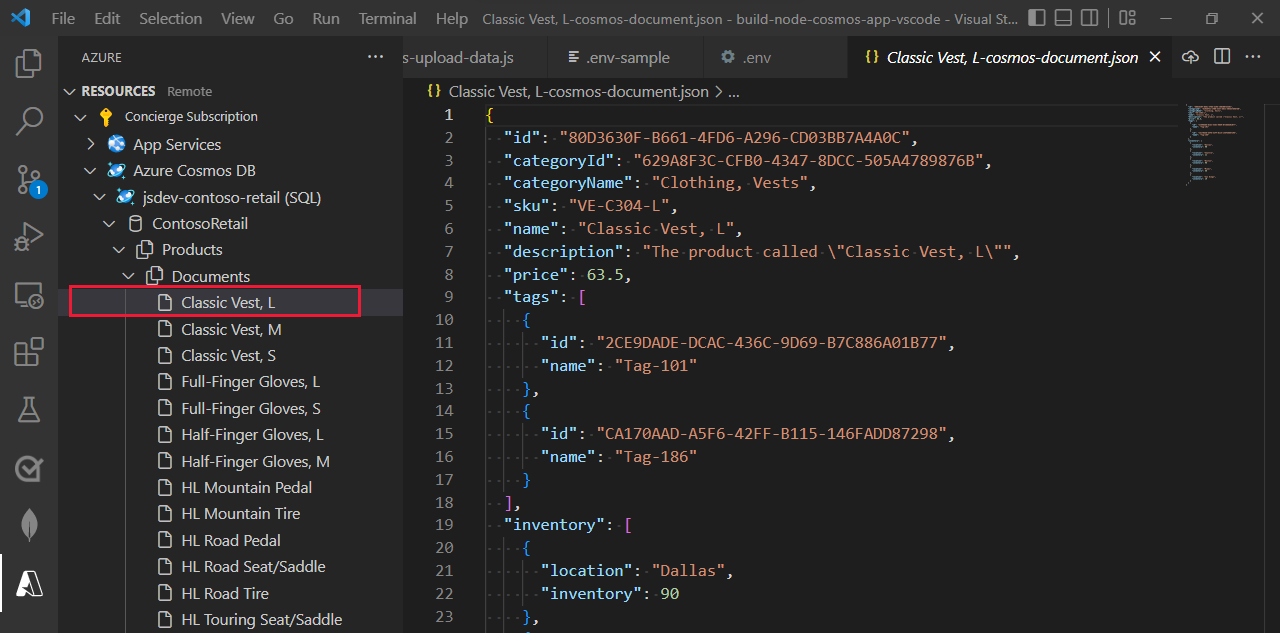 File Edit Selection View Go Run Terminal Help Classic Vest, L-cosmos-document.json - build-node-cosmos-app-vscode - Visual St...
AZURE
s-upload-data.js
.env-sample
.env
{} Classic Vest, L-cosmos-document.json
RESOURCES Remote
Concierge Subscription
App Services
Azure Cosmos DB
jsdev-contoso-retail (SQL)
ContosoRetail
Products
Documents
Classic Vest, L
Classic Vest, M
Classic Vest, S
Full-Finger Gloves, L
Full-Finger Gloves, S
Half-Finger Gloves, L
Half-Finger Gloves, M
HL Mountain Pedal
HL Mountain Tire
HL Road Pedal
HL Road Seat/Saddle
HL Road Tire
HL Touring Seat/Saddle
1
{} Classic Vest, L-cosmos-document.json > ...
1 {
2 "id": "80D3630F-B661-4FD6-A296-CD03BB7A4A0C",
3 "categoryId": "629A8F3C-CFB0-4347-8DCC-505A4789876B",
4 "categoryName": "Clothing, Vests",
5 "sku": "VE-C304-L",
6 "name": "Classic Vest, L",
7 "description": "The product called \"Classic Vest, L\"",
8 "price": 63.5,
9 "tags": [
10 {
11 "id": "2CE9DADE-DCAC-436C-9D69-B7C886A01B77",
12 "name": "Tag-101"
13 },
14 {
15 "id": "CA170AAD-A5F6-42FF-B115-146FADD87298",
16 "name": "Tag-186"
17 }
18 ],
19 "inventory": [
20 {
21 "location": "Dallas",
22 "inventory": 90
23 },